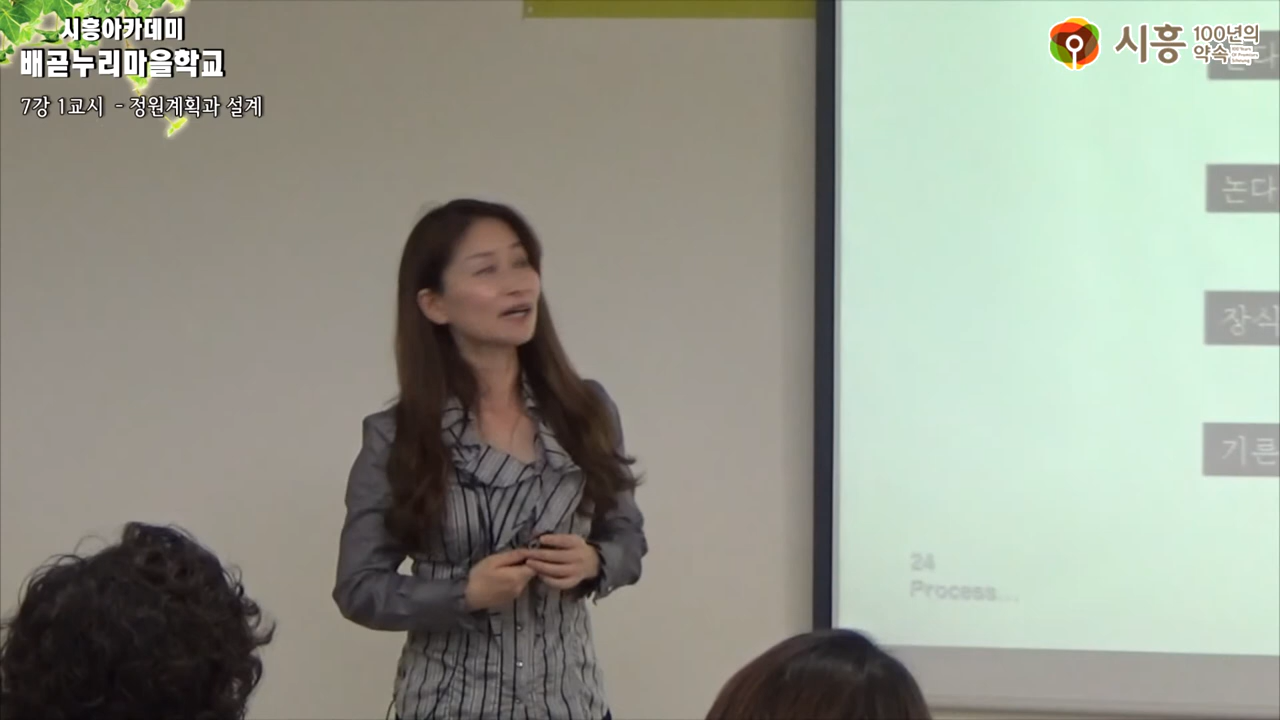 시흥아카데미
배곧누리마을학교
7강 1교시 - 정원계획과 설계
시흥 100년의 약속
논다
장식
기른
24
Process...